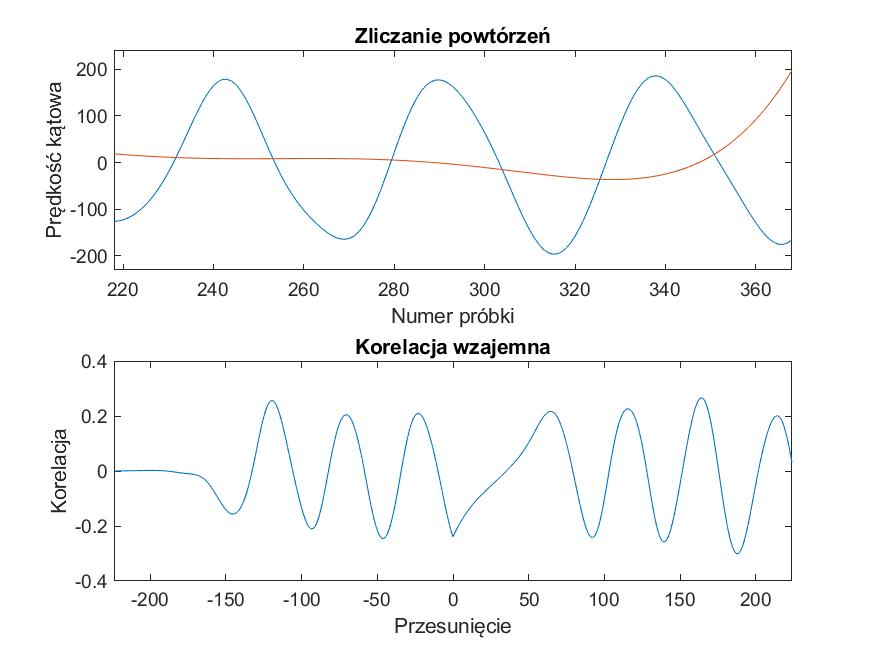 Zliczanie powtórzeń
200
100
0
-100
-200
Prędkość kątowa
220 240 260 280 300 320 340 360
Numer próbki
Korelacja wzajemna
0.4
0.2
0
-0.2
-0.4
Korelacja
-200 -150 -100 -50 0 50 100 150 200
Przesunięcie